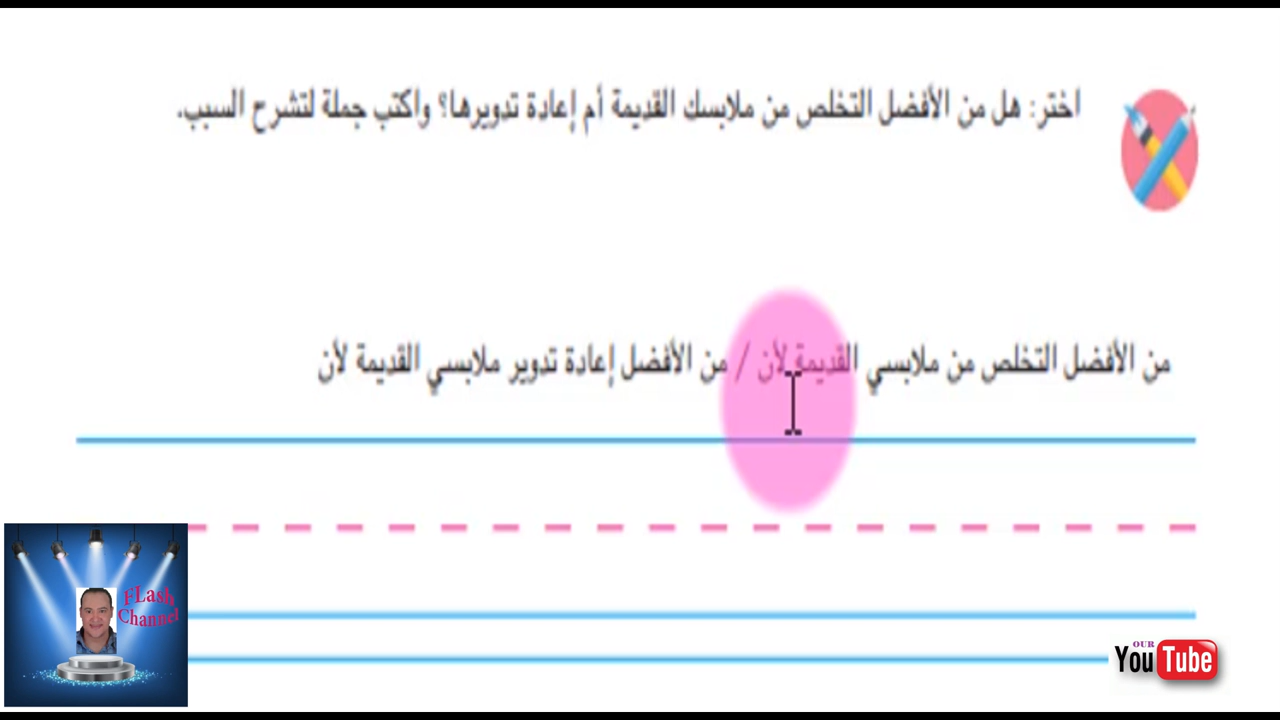 اختر: هل من الأفضل التخلص من ملابسك القديمة أم إعادة تدويرها؟ واكتب جملة لتشرح السبب.
من الأفضل التخلص من ملابسي القديمة لأن / من الأفضل إعادة تدوير ملابسي القديمة لأن
FLash
Channel
OUR
YouTube